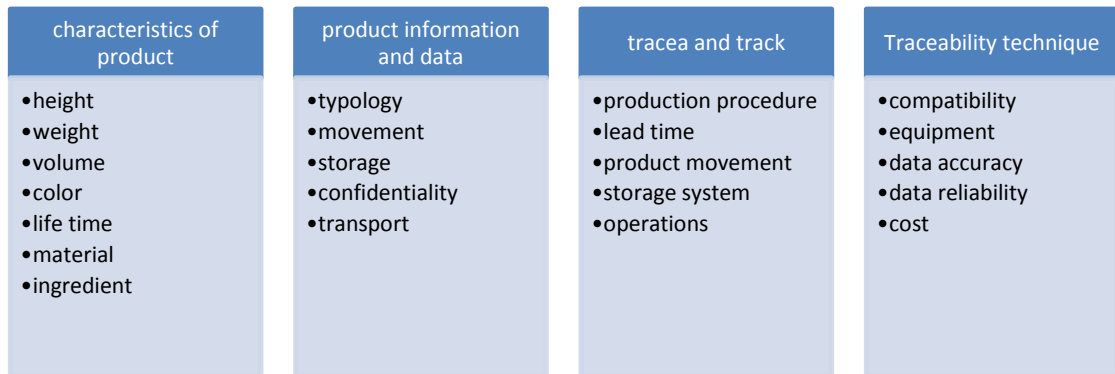 characteristics of
product
•height
•weight
•volume
•color
•life time
•material
•ingredient
product information
and data
•typology
•movement
•storage
•confidentiality
•transport
tracea and track
•production procedure
•lead time
•product movement
•storage system
•operations
Traceability technique
•compatibility
•equipment
•data accuracy
•data reliability
•cost